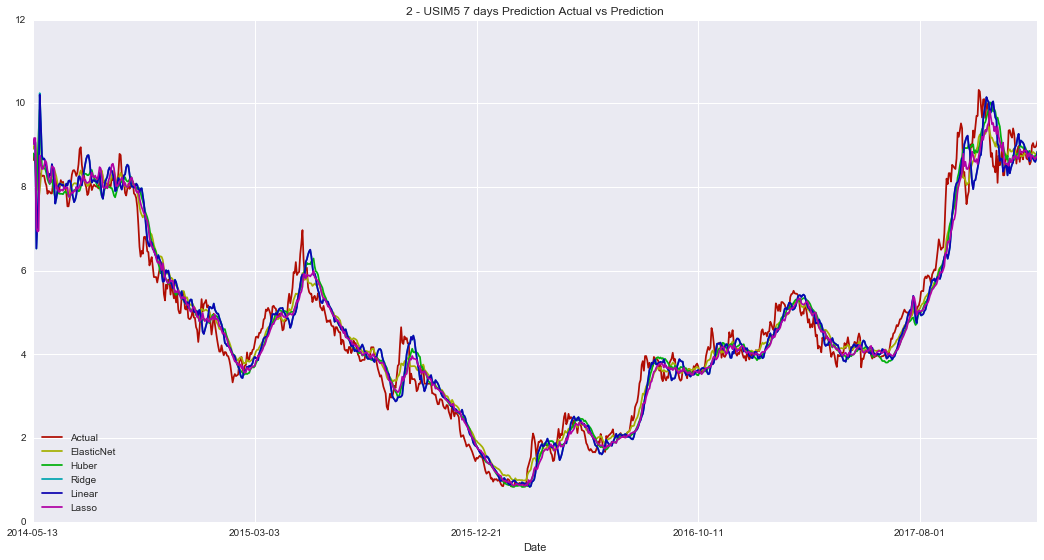 2 - USIM5 7 days Prediction Actual vs Prediction
12
10
8
6
4
2
0
Actual
ElasticNet
Huber
Ridge
Linear
Lasso
2014-05-13
2015-03-03
2015-12-21
2016-10-11
2017-08-01
Date